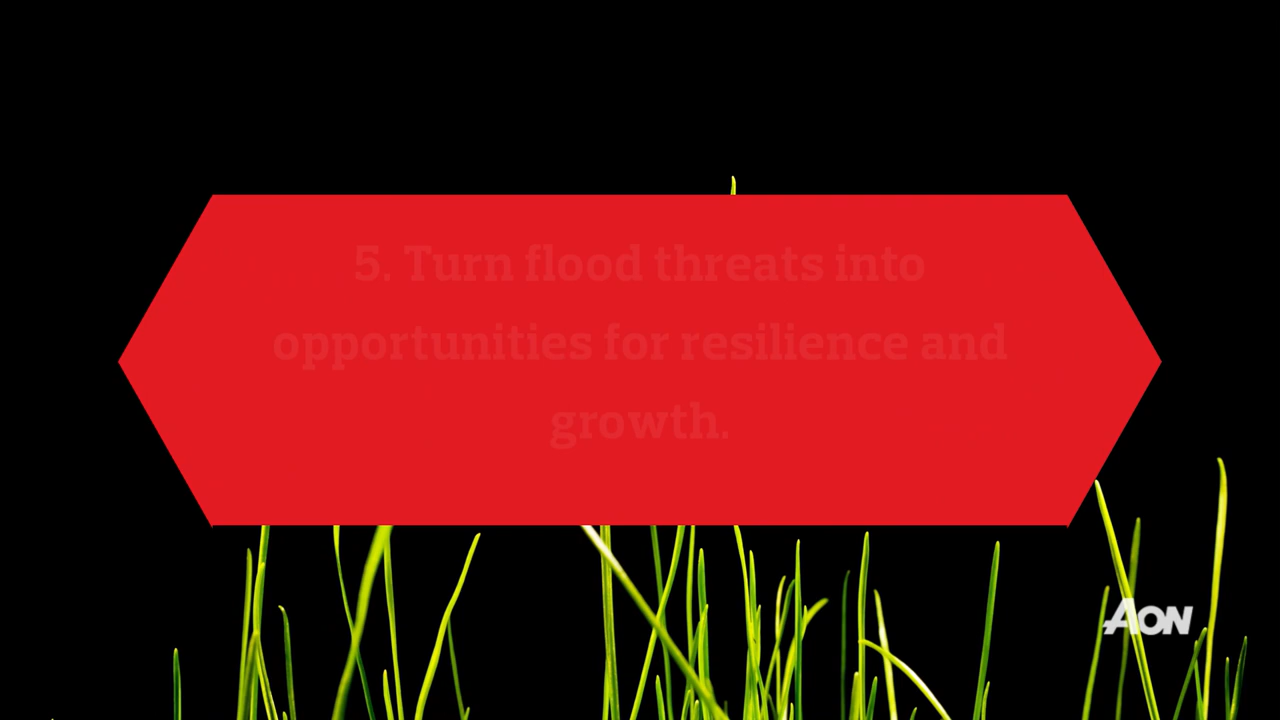 5. Turn flood threats into
opportunities for resilience and
growth.
AON